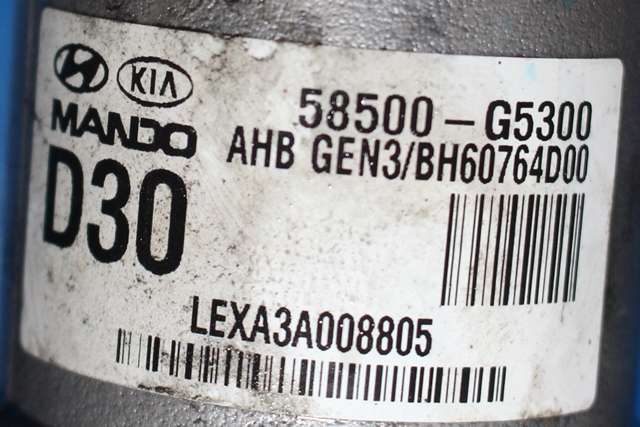 KIA
MANDO
D30
58500-G5300
AHB GEN3/BH60764D00
LEXA3A008805